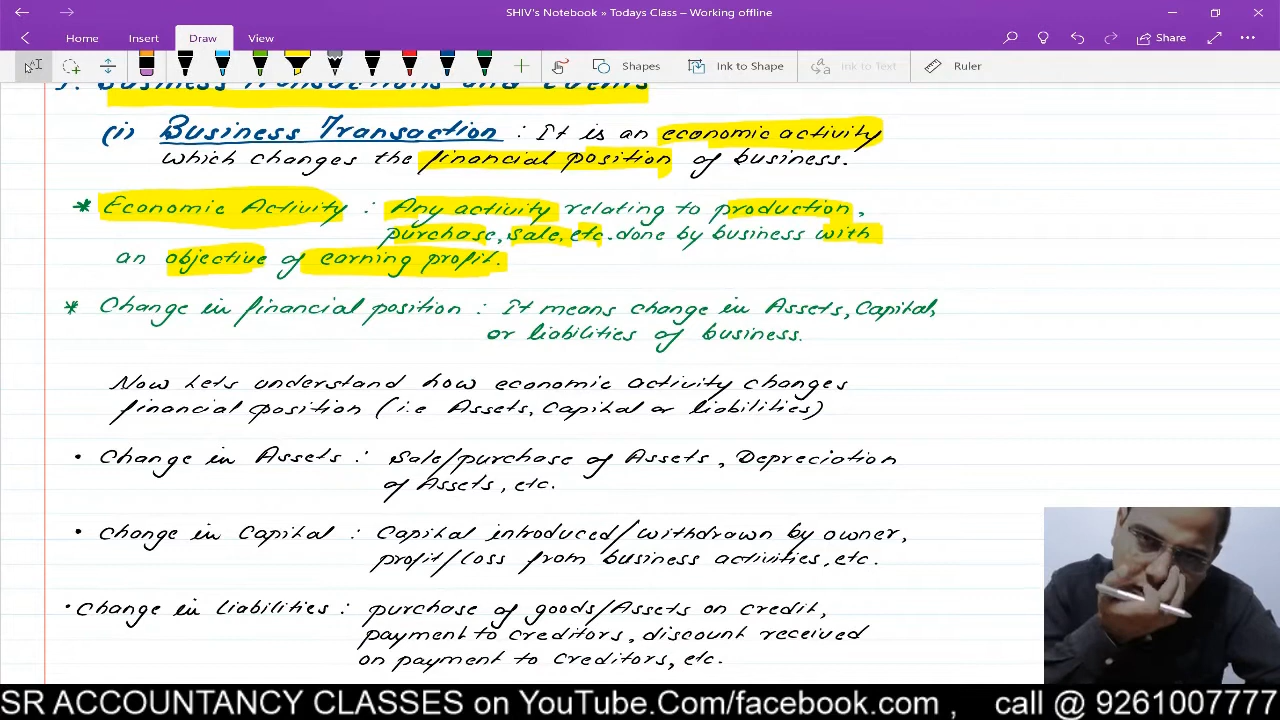 SHIV's Notebook » Todays Class – Working offline
Home Insert Draw View
Share
Shapes Ink to Shape Ink to Text Ruler
Business Transactions and Events
(i) Business Transaction : It is an economic activity
which changes the financial position of business.
* Economic Activity : Any activity relating to production,
purchase, sale, etc. done by business with
an objective of earning profit.
* Change in financial position : It means change in Assets, Capital,
or liabilities of business.
Now Lets understand how economic activity changes
financial position (i.e Assets, Capital or liabilities)
• Change in Assets : Sale/purchase of Assets, Depreciation
of Assets, etc.
• Change in Capital : Capital introduced/withdrawn by owner,
profit/loss from business activities, etc.
• Change in liabilities : purchase of goods/Assets on credit,
payment to creditors, discount received
on payment to creditors, etc.
SR ACCOUNTANCY CLASSES on YouTube.Com/facebook.com , call @ 9261007777